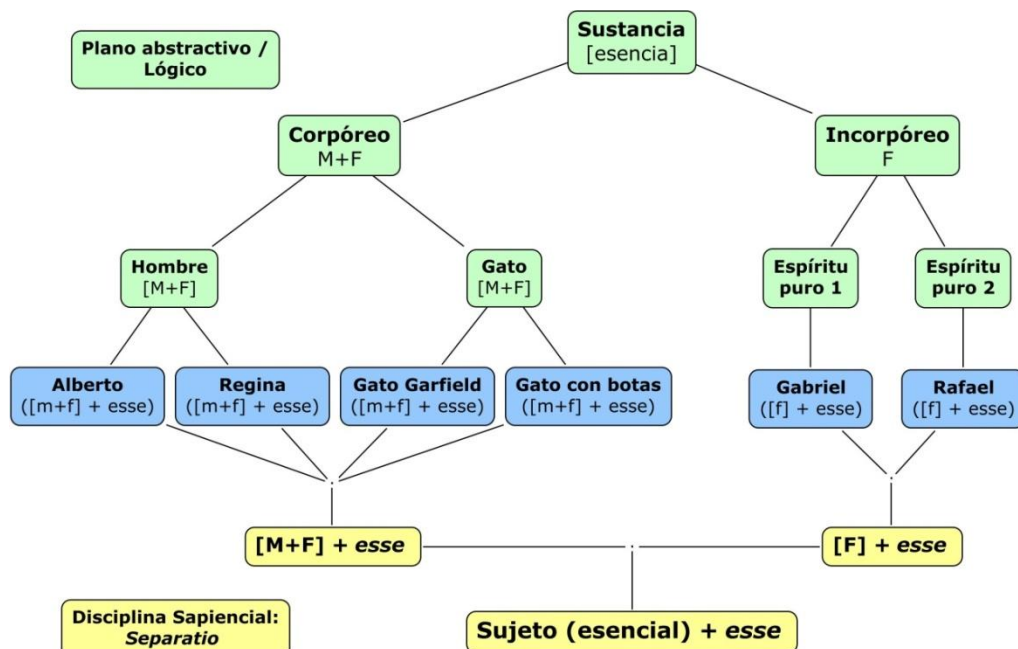 Sustancia
[esencia]
Plano abstractivo /
Lógico
Corpóreo
M+F
Incorpóreo
F
Hombre
[M+F]
Gato
[M+F]
Espíritu
puro 1
Espíritu
puro 2
Alberto
([m+f] + esse)
Regina
([m+f] + esse)
Gato Garfield
([m+f] + esse)
Gato con botas
([m+f] + esse)
Gabriel
([f] + esse)
Rafael
([f] + esse)
[M+F] + esse
[F] + esse
Disciplina Sapiencial:
Separatio
Sujeto (esencial) + esse